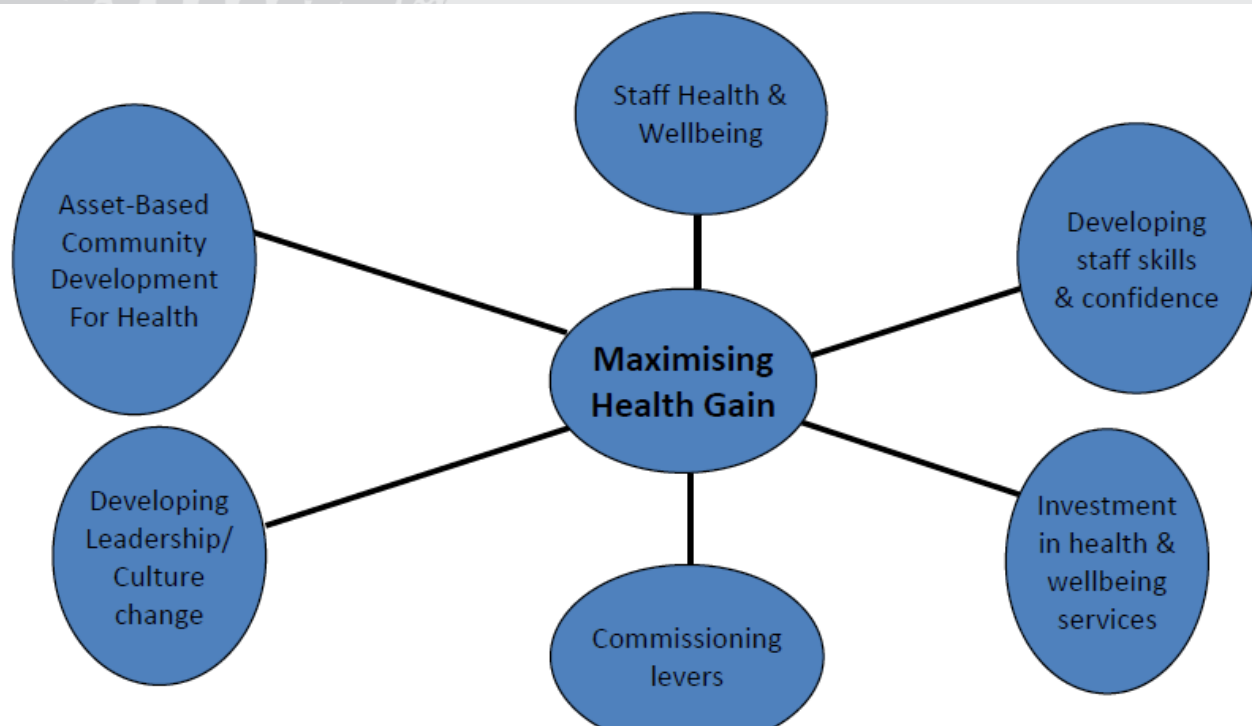 Staff Health &
Wellbeing
Asset-Based
Community
Development
For Health
Developing
staff skills
& confidence
Maximising
Health Gain
Developing
Leadership/
Culture
change
Investment
in health &
wellbeing
services
Commissioning
levers